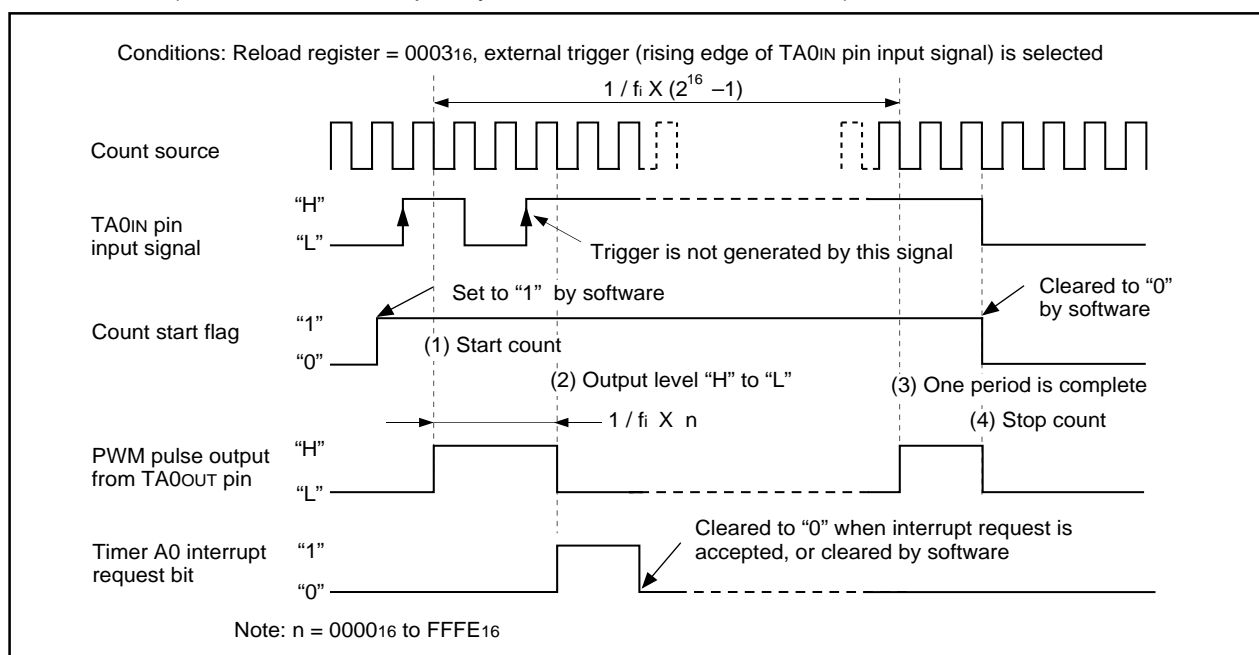 Conditions: Reload register = 000316, external trigger (rising edge of TA0IN pin input signal) is selected
1 / fi X (2^16 –1)
Count source
TA0IN pin
input signal
“H”
“L”
Trigger is not generated by this signal
Count start flag
“1”
“0”
Set to “1” by software
Cleared to “0”
by software
(1) Start count
(2) Output level “H” to “L”
(3) One period is complete
(4) Stop count
1 / fi X n
PWM pulse output
from TA0OUT pin
“H”
“L”
Timer A0 interrupt
request bit
“1”
“0”
Cleared to “0” when interrupt request is
accepted, or cleared by software
Note: n = 000016 to FFFE16